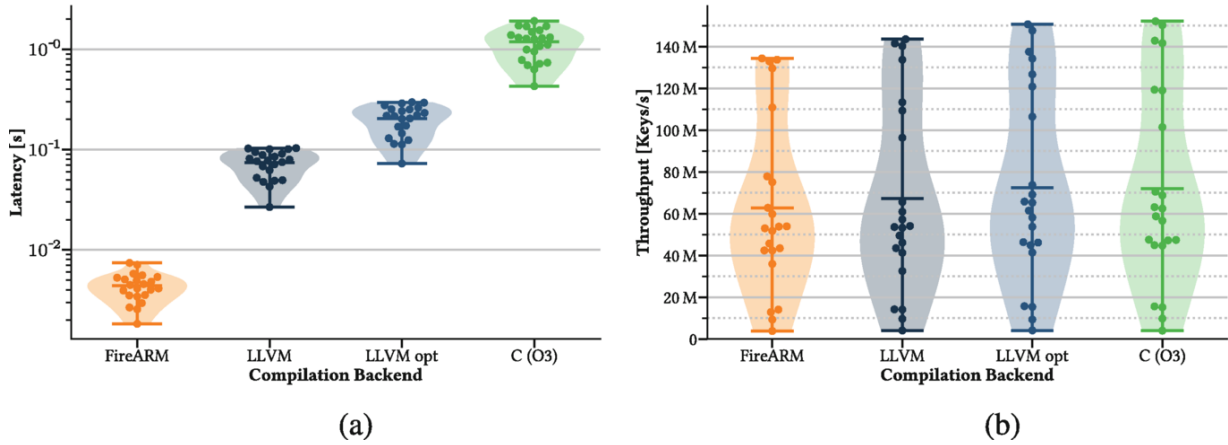 Latency [s]
10⁻⁰
10⁻¹
10⁻²
FireARM LLVM LLVM opt C (O3)
Compilation Backend
(a)
Throughput [Keys/s]
140 M
120 M
100 M
80 M
60 M
40 M
20 M
0
FireARM LLVM LLVM opt C (O3)
Compilation Backend
(b)